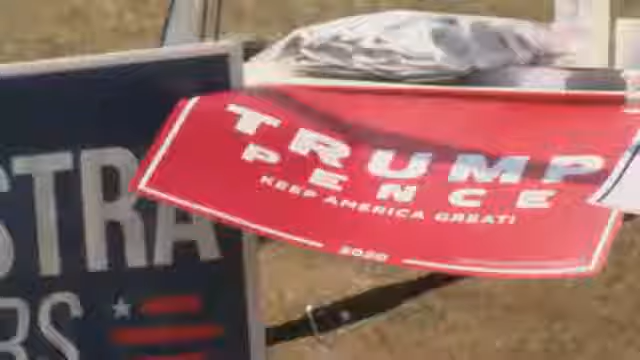 STRA
RS
TRUMP
PENCE
KEEP AMERICA GREAT!
2020